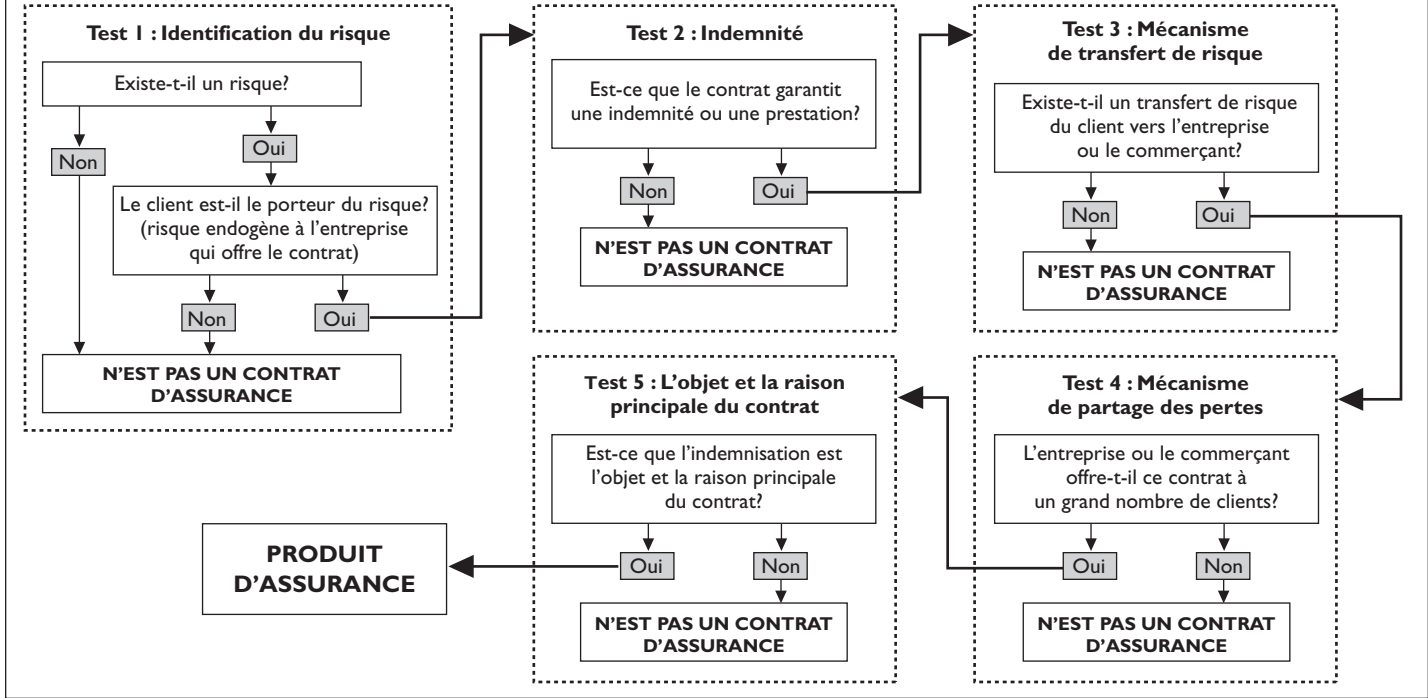 Test 1 : Identification du risque
Existe-t-il un risque?
Non
Oui
Le client est-il le porteur du risque?
(risque endogène à l'entreprise
qui offre le contrat)
Non
Oui
N'EST PAS UN CONTRAT
D'ASSURANCE
Test 2 : Indemnité
Est-ce que le contrat garantit
une indemnité ou une prestation?
Non
Oui
N'EST PAS UN CONTRAT
D'ASSURANCE
Test 3 : Mécanisme
de transfert de risque
Existe-t-il un transfert de risque
du client vers l'entreprise
ou le commerçant?
Non
Oui
N'EST PAS UN CONTRAT
D'ASSURANCE
Test 4 : Mécanisme
de partage des pertes
L'entreprise ou le commerçant
offre-t-il ce contrat à
un grand nombre de clients?
Oui
Non
N'EST PAS UN CONTRAT
D'ASSURANCE
Test 5 : L'objet et la raison
principale du contrat
Est-ce que l'indemnisation est
l'objet et la raison principale
du contrat?
Oui
Non
N'EST PAS UN CONTRAT
D'ASSURANCE
PRODUIT
D'ASSURANCE